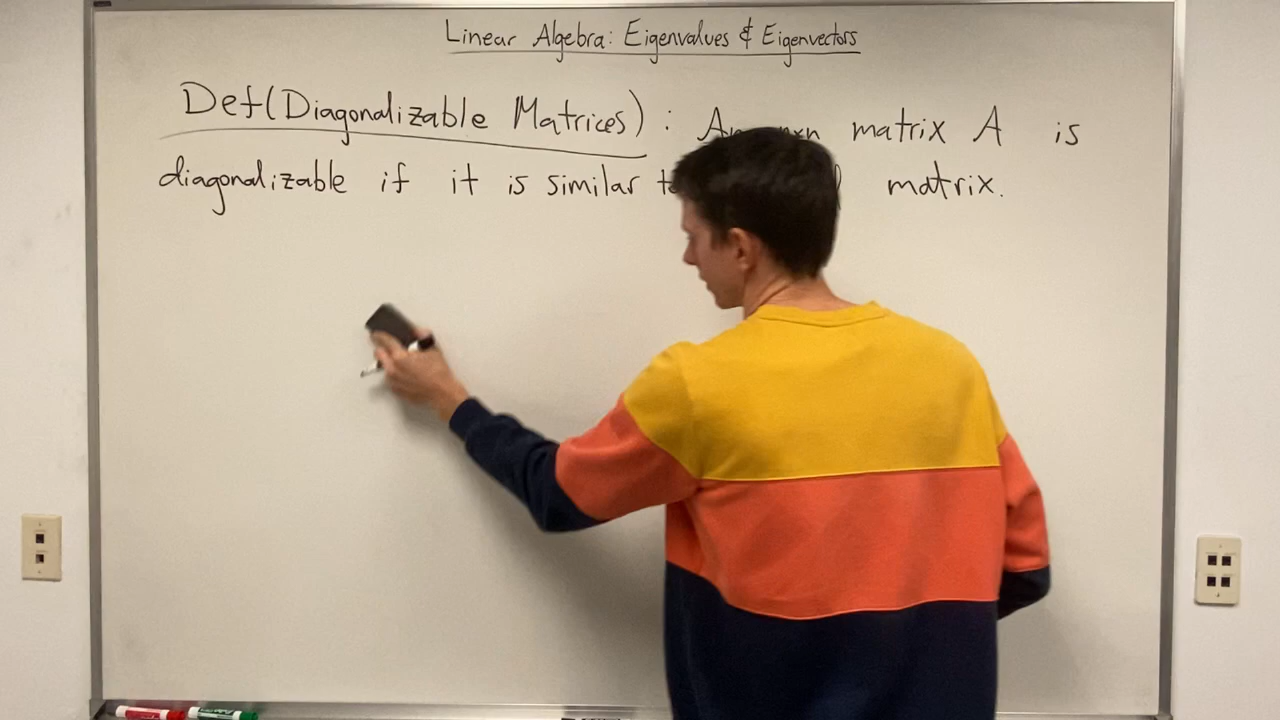 Linear Algebra: Eigenvalues & Eigenvectors
Def(Diagonalizable Matrices): An nxn matrix A is
diagonalizable if it is similar matrix.